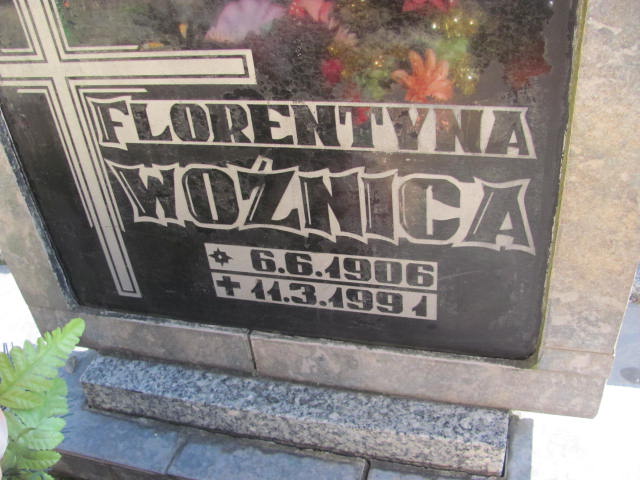 FLORENTYNA
WOŹNICA
* 6.6.1906
+ 11.3.1991